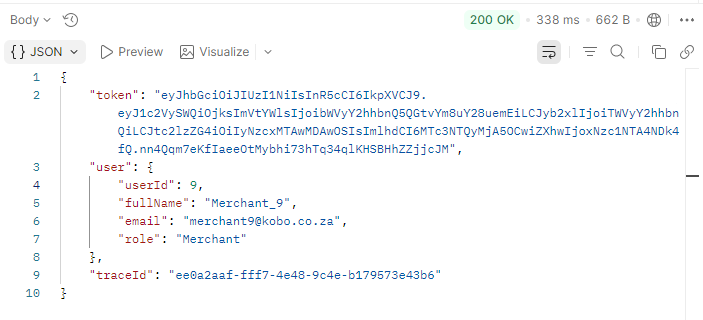 Body
200 OK • 338 ms • 662 B
{} JSON Preview Visualize
1 {
2 "token": "eyJhbGciOiJIUzI1NiIsInR5cCI6IkpXVCJ9.
eyJ1c2VySWQiOjksImVtYWlsIjoibWVyY2hhbnQ5QGtvYm8uY28uemEiLCJyb2xlIjoiTWVyY2hhbn
QiLCJtc2lzZG4iOiIyNzcxMTAwMDAwOSIsImlhdCI6MTc3NTQyMjA5OCwiZXhwIjoxNzc1NTA4NDk4
fQ.nn4Qqm7eKfIaeeOtMybhi73hTq34qlKHSBHhZZjjcJM",
3 "user": {
4 "userId": 9,
5 "fullName": "Merchant_9",
6 "email": "merchant9@kobo.co.za",
7 "role": "Merchant"
8 },
9 "traceId": "ee0a2aaf-fff7-4e48-9c4e-b179573e43b6"
10 }